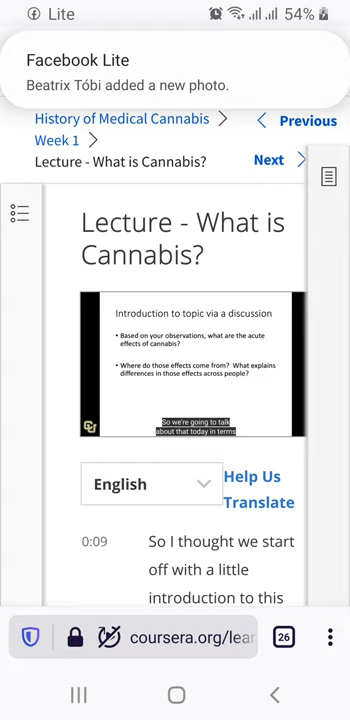 Lite
54%
Facebook Lite
Beatrix Tóbi added a new photo.
History of Medical Cannabis
Previous
Week 1
Lecture - What is Cannabis?
Next
Lecture - What is
Cannabis?
Introduction to topic via a discussion
• Based on your observations, what are the acute
effects of cannabis?
• Where do those effects come from? What explains
differences in those effects across people?
CU
So we're going to talk
about that today in terms
English
Help Us
Translate
0:09
So I thought we start
off with a little
introduction to this
coursera.org/lear
26